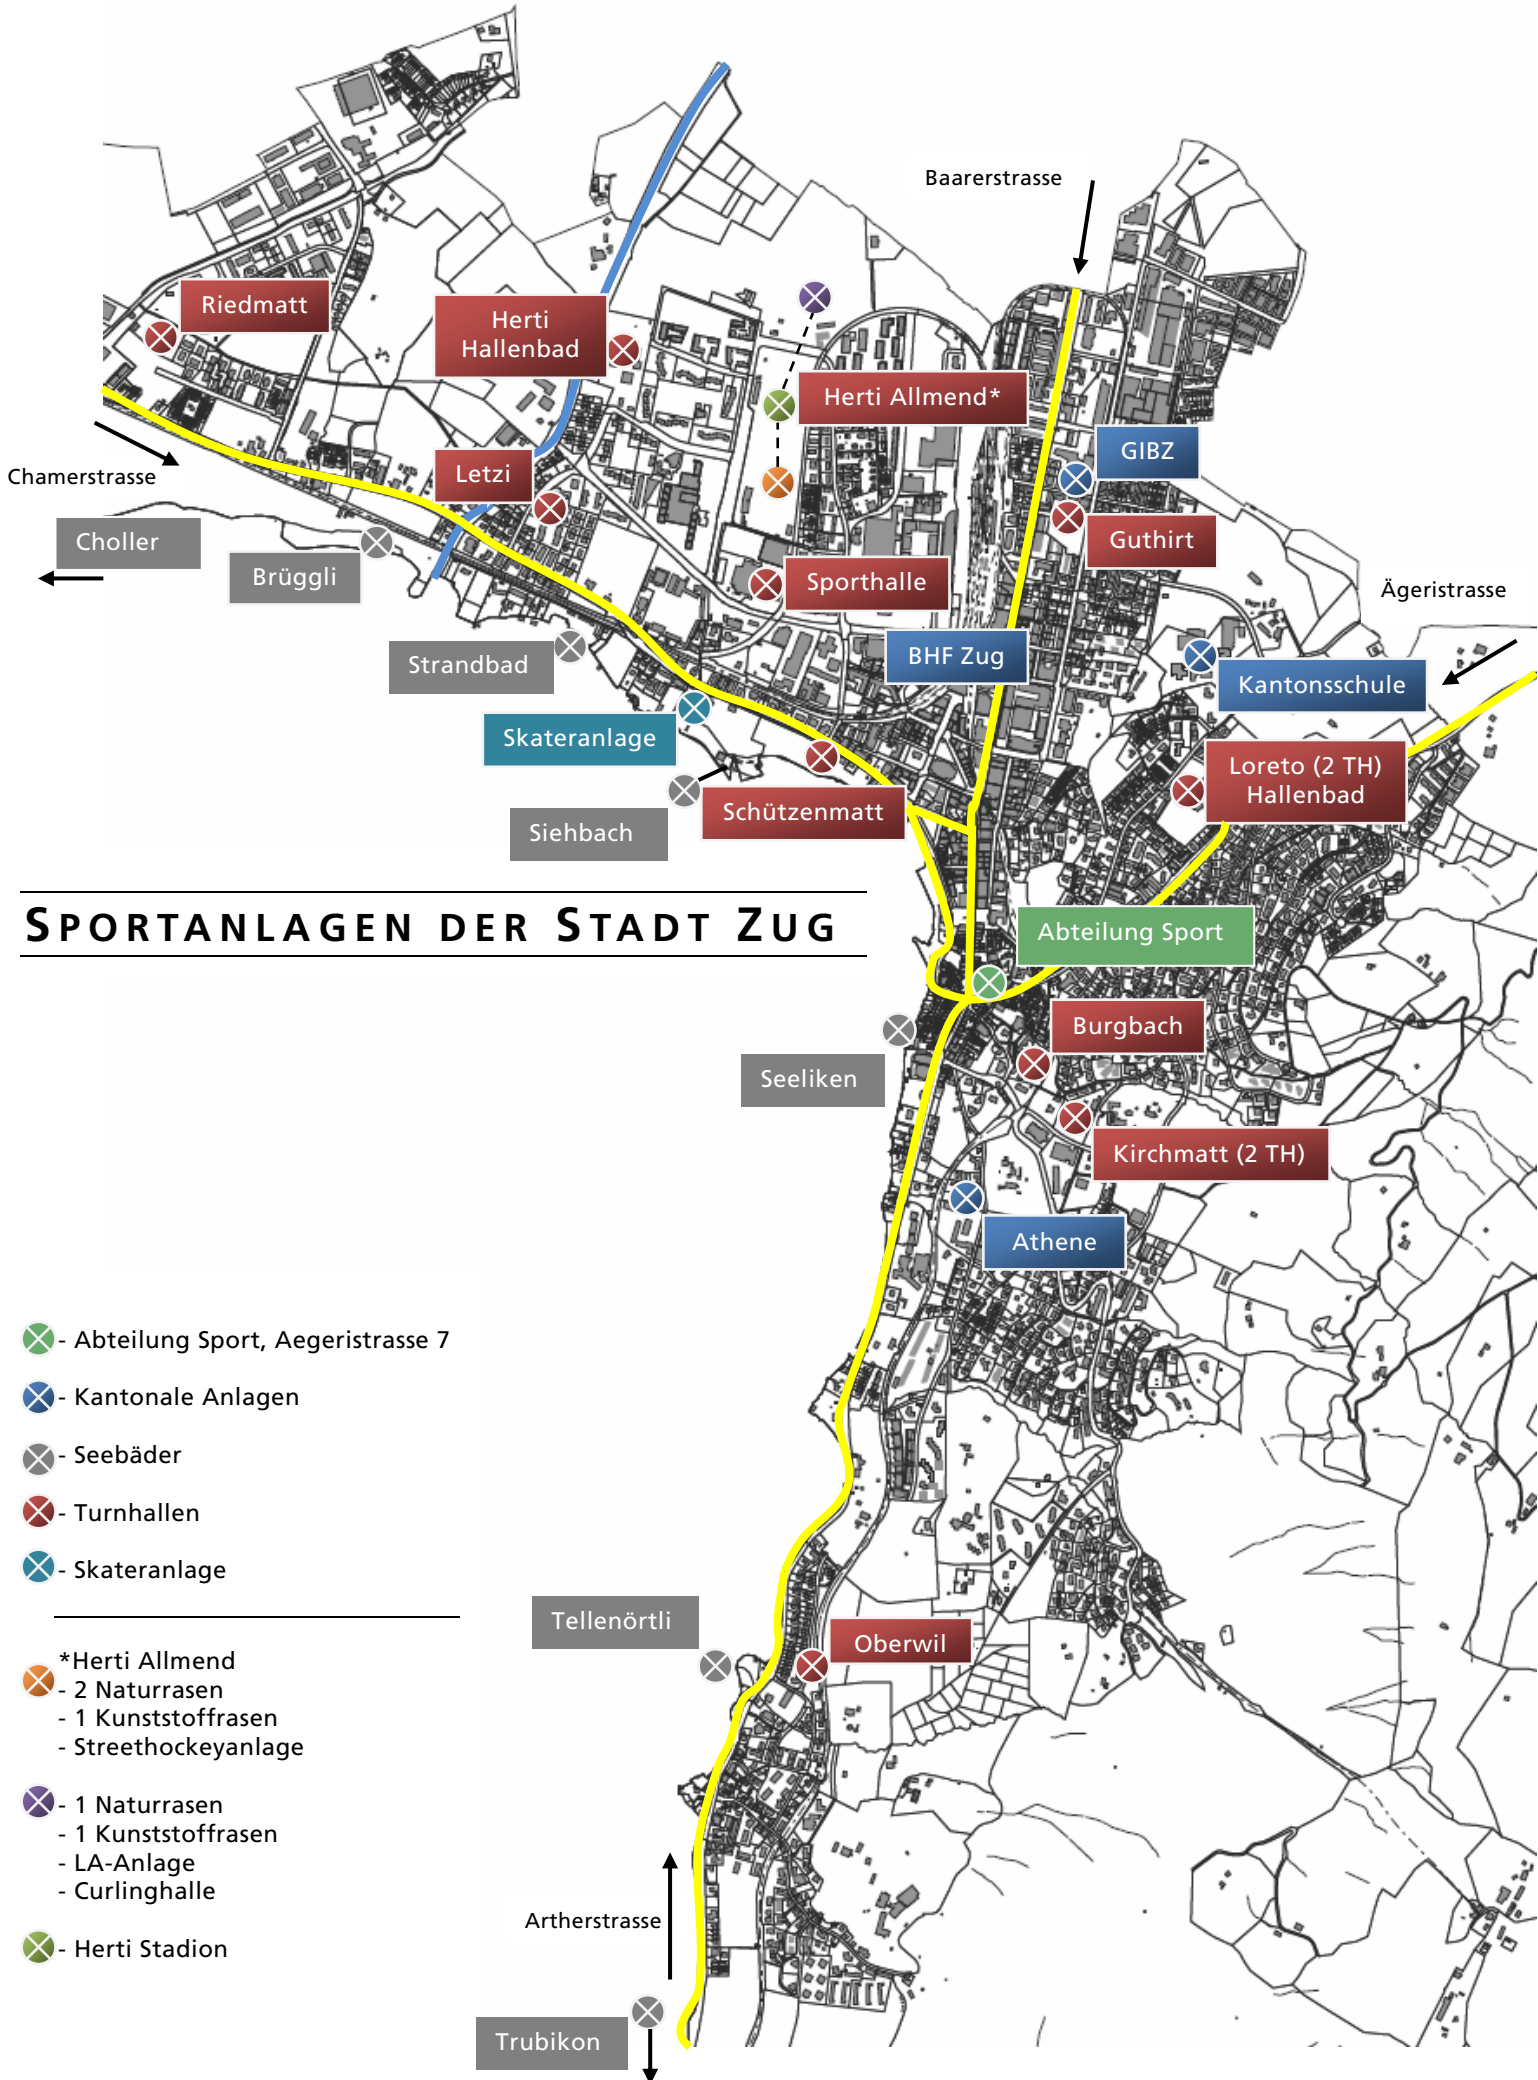 Baarerstrasse
Riedmatt
Herti
Hallenbad
Herti Allmend*
GIBZ
Chamerstrasse
Letzi
Choller
Brüggli
Guthirt
Sporthalle
Ägeristrasse
Strandbad
BHF Zug
Kantonsschule
Skateranlage
Loreto (2 TH)
Hallenbad
Schützenmatt
Siehbach
SPORTANLAGEN DER STADT ZUG
Abteilung Sport
Burgbach
Seeliken
Kirchmatt (2 TH)
Athene
- Abteilung Sport, Aegeristrasse 7
- Kantonale Anlagen
- Seebäder
- Turnhallen
- Skateranlage
Tellenörtli
Oberwil
*Herti Allmend
- 2 Naturrasen
- 1 Kunststoffrasen
- Streethockeyanlage
- 1 Naturrasen
- 1 Kunststoffrasen
- LA-Anlage
- Curlinghalle
Artherstrasse
- Herti Stadion
Trubikon